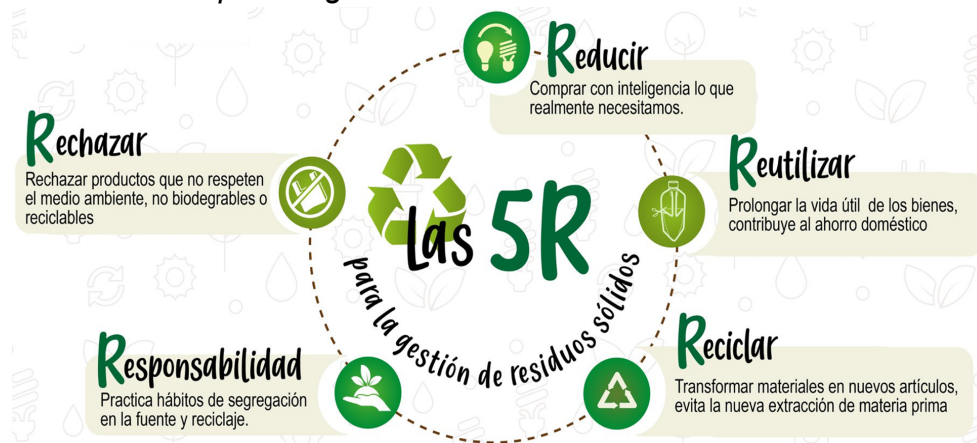 Reducir
Comprar con inteligencia lo que
realmente necesitamos.
Rechazar
Rechazar productos que no respeten
el medio ambiente, no biodegrables o
reciclables
Reutilizar
Prolongar la vida útil de los bienes,
contribuye al ahorro doméstico
Las 5R
para la gestión de residuos sólidos
Responsabilidad
Practica hábitos de segregación
en la fuente y reciclaje.
Reciclar
Transformar materiales en nuevos artículos,
evita la nueva extracción de materia prima